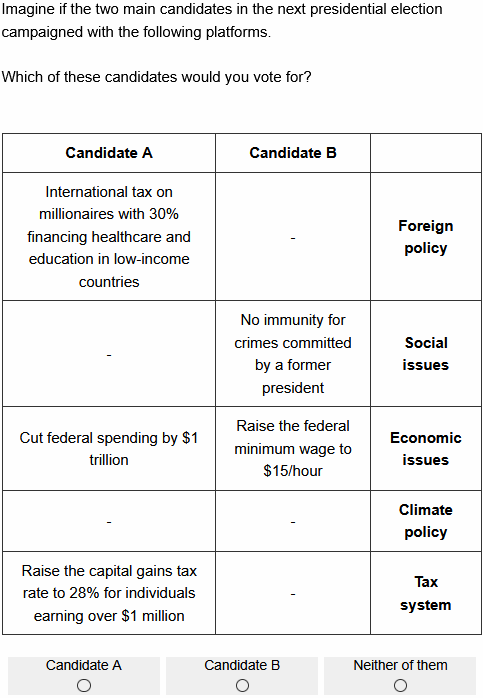 Imagine if the two main candidates in the next presidential election
campaigned with the following platforms.
Which of these candidates would you vote for?
Candidate A
Candidate B
International tax on
millionaires with 30%
financing healthcare and
education in low-income
countries
-
Foreign
policy
-
No immunity for
crimes committed
by a former
president
Social
issues
Cut federal spending by $1
trillion
Raise the federal
minimum wage to
$15/hour
Economic
issues
-
-
Climate
policy
Raise the capital gains tax
rate to 28% for individuals
earning over $1 million
-
Tax
system
Candidate A
Candidate B
Neither of them